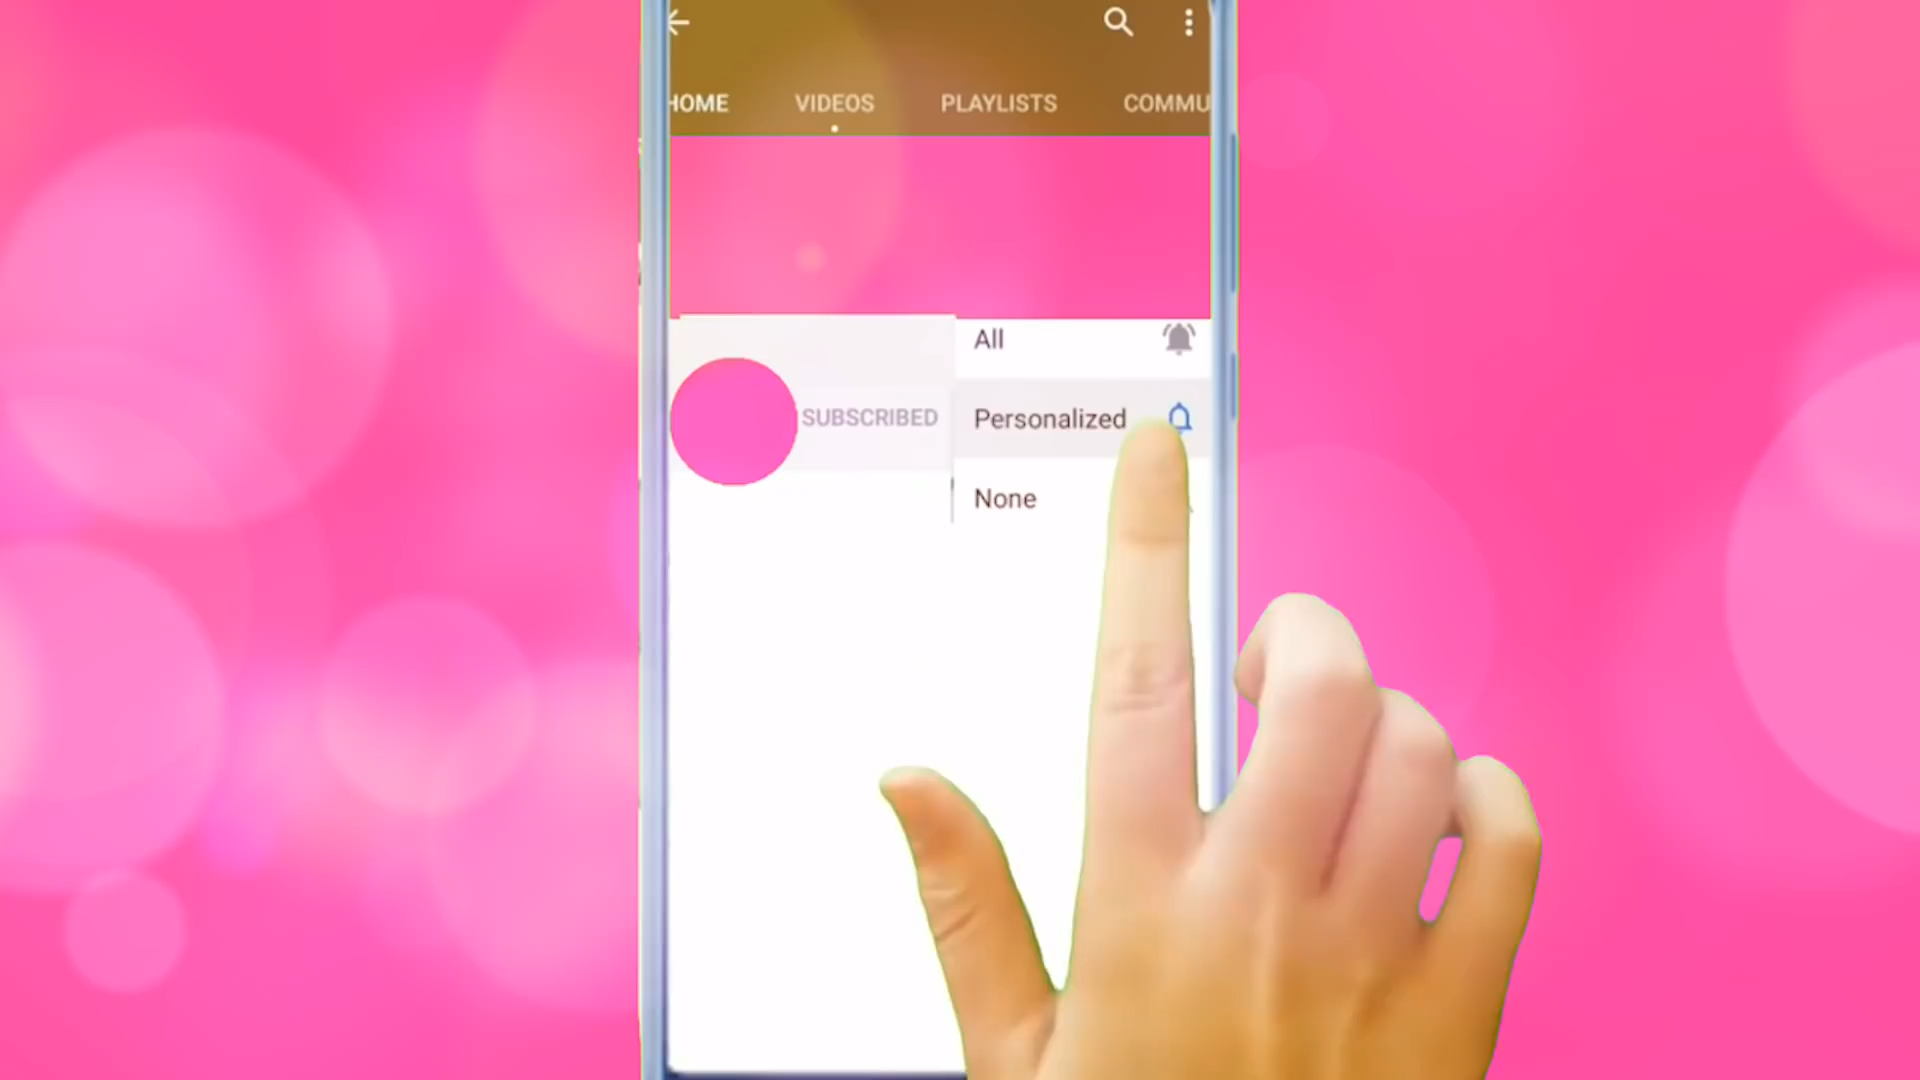 HOME VIDEOS PLAYLISTS COMMU
All
SUBSCRIBED
Personalized
None